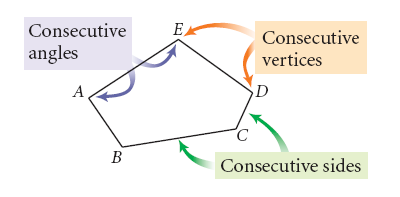 Consecutive
angles
E
Consecutive
vertices
A
D
C
B
Consecutive sides